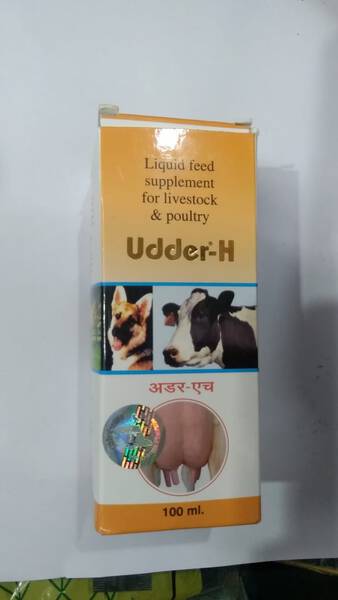 Liquid feed
supplement
for livestock
& poultry
Udder-H
अडर-एच
100 ml.